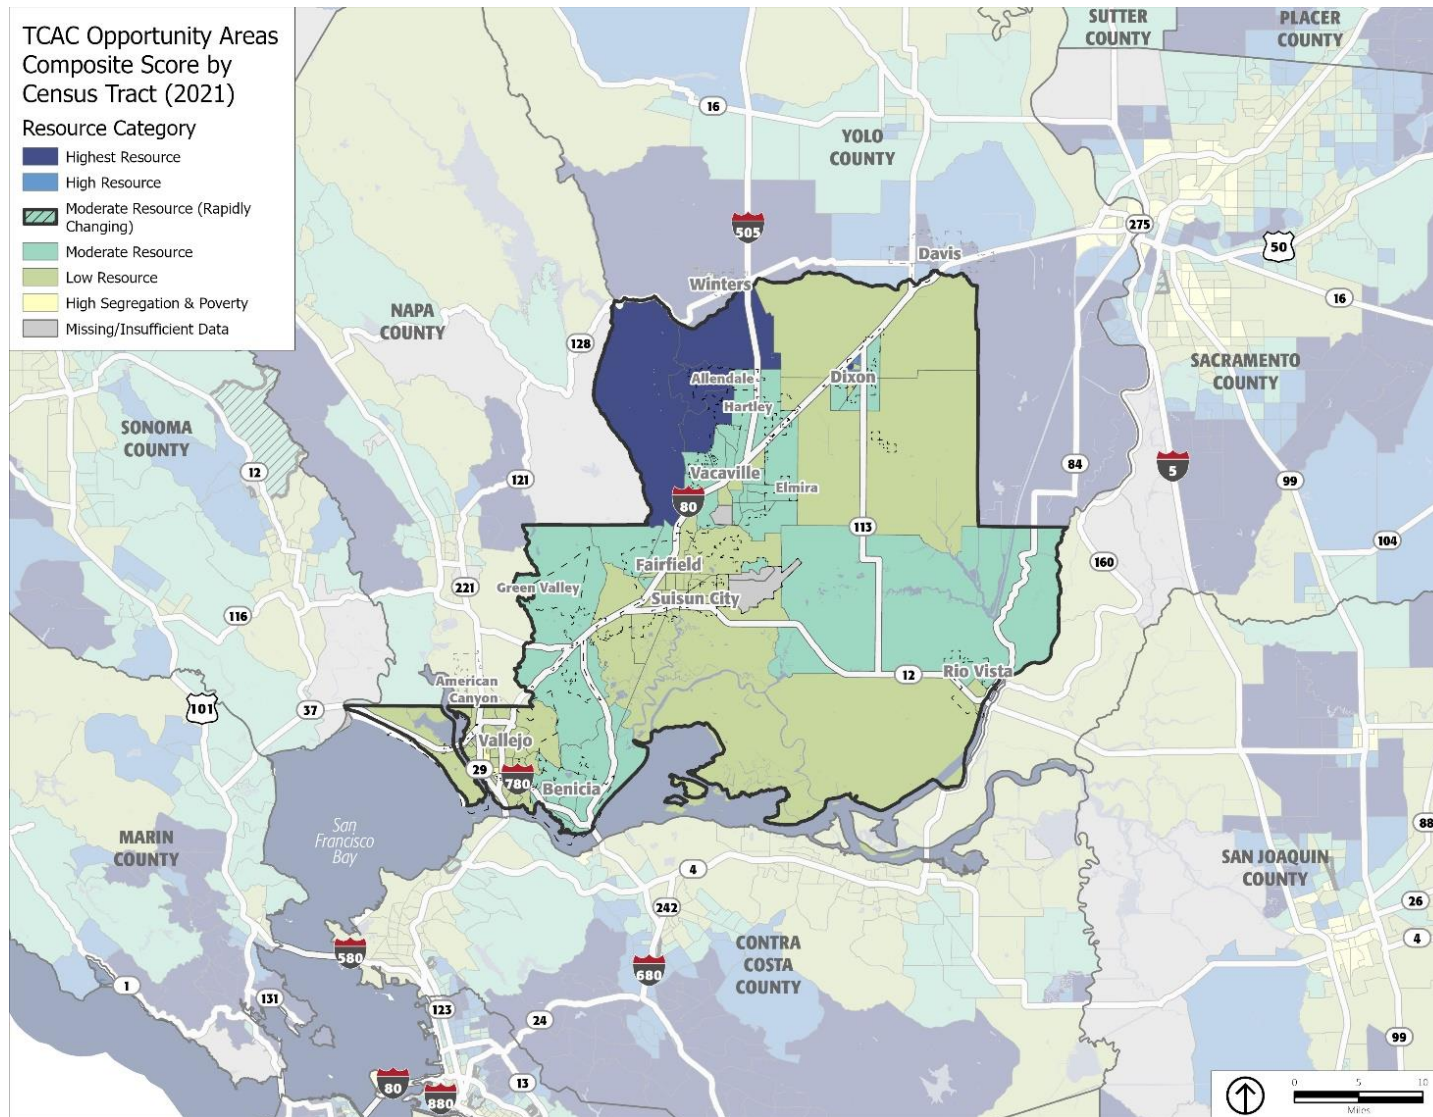 TCAC Opportunity Areas
Composite Score by
Census Tract (2021)
Resource Category
Highest Resource
High Resource
Moderate Resource (Rapidly
Changing)
Moderate Resource
Low Resource
High Segregation & Poverty
Missing/Insufficient Data
SUTTER
COUNTY
PLACER
COUNTY
16
YOLO
COUNTY
505
275
50
Davis
Winters
16
NAPA
COUNTY
128
SACRAMENTO
COUNTY
Allendale
Dixon
Hartley
SONOMA
COUNTY
12
121
Vacaville
Elmira
84
5
99
80
113
104
Fairfield
160
Green Valley
221
Suisun City
116
American
Canyon
12
Rio Vista
101
37
Vallejo
29
780
Benicia
San
Francisco
Bay
MARIN
COUNTY
88
SAN JOAQUIN
COUNTY
4
242
26
4
CONTRA
COSTA
COUNTY
580
680
1
131
123
24
99
13
80
880
0
5
10
Miles